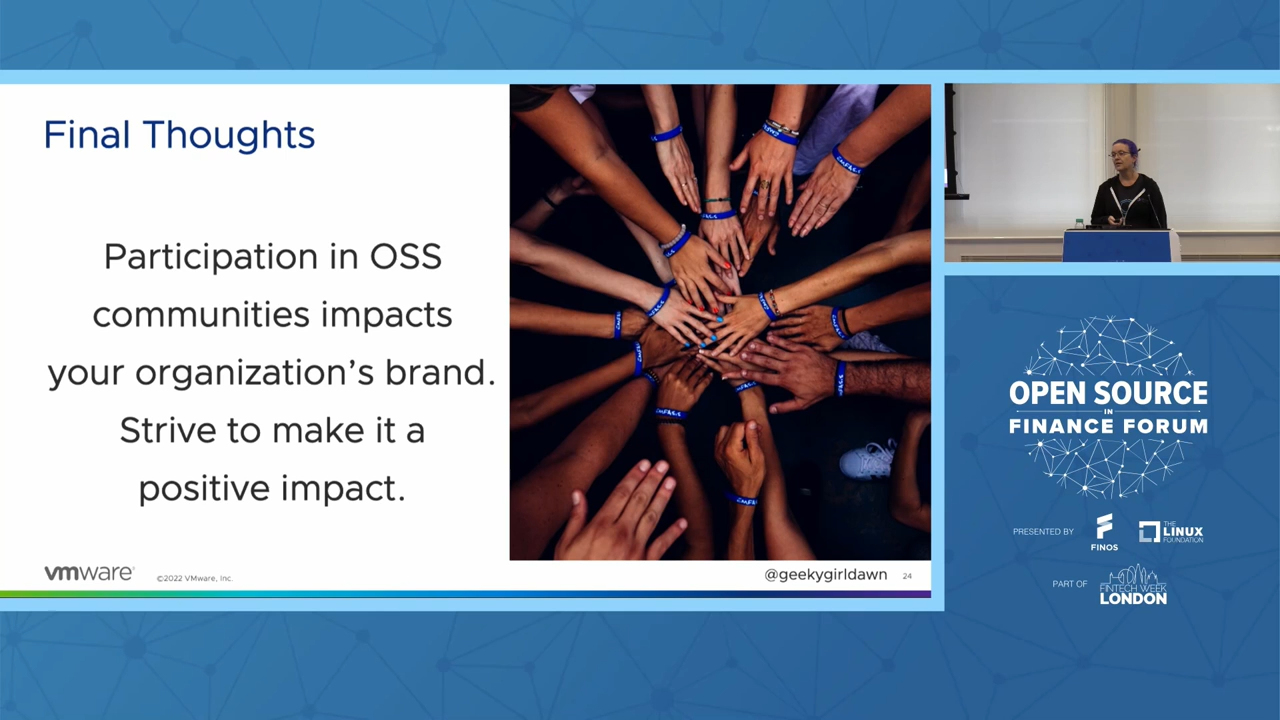 Final Thoughts
Participation in OSS
communities impacts
your organization's brand.
Strive to make it a
positive impact.
vmware®
©2022 VMware, Inc.
@geekygirldawn
24
OPEN SOURCE
IN
FINANCE FORUM
PRESENTED BY
FINOS
THE
LINUX
FOUNDATION
PART OF
FINTECH WEEK
LONDON